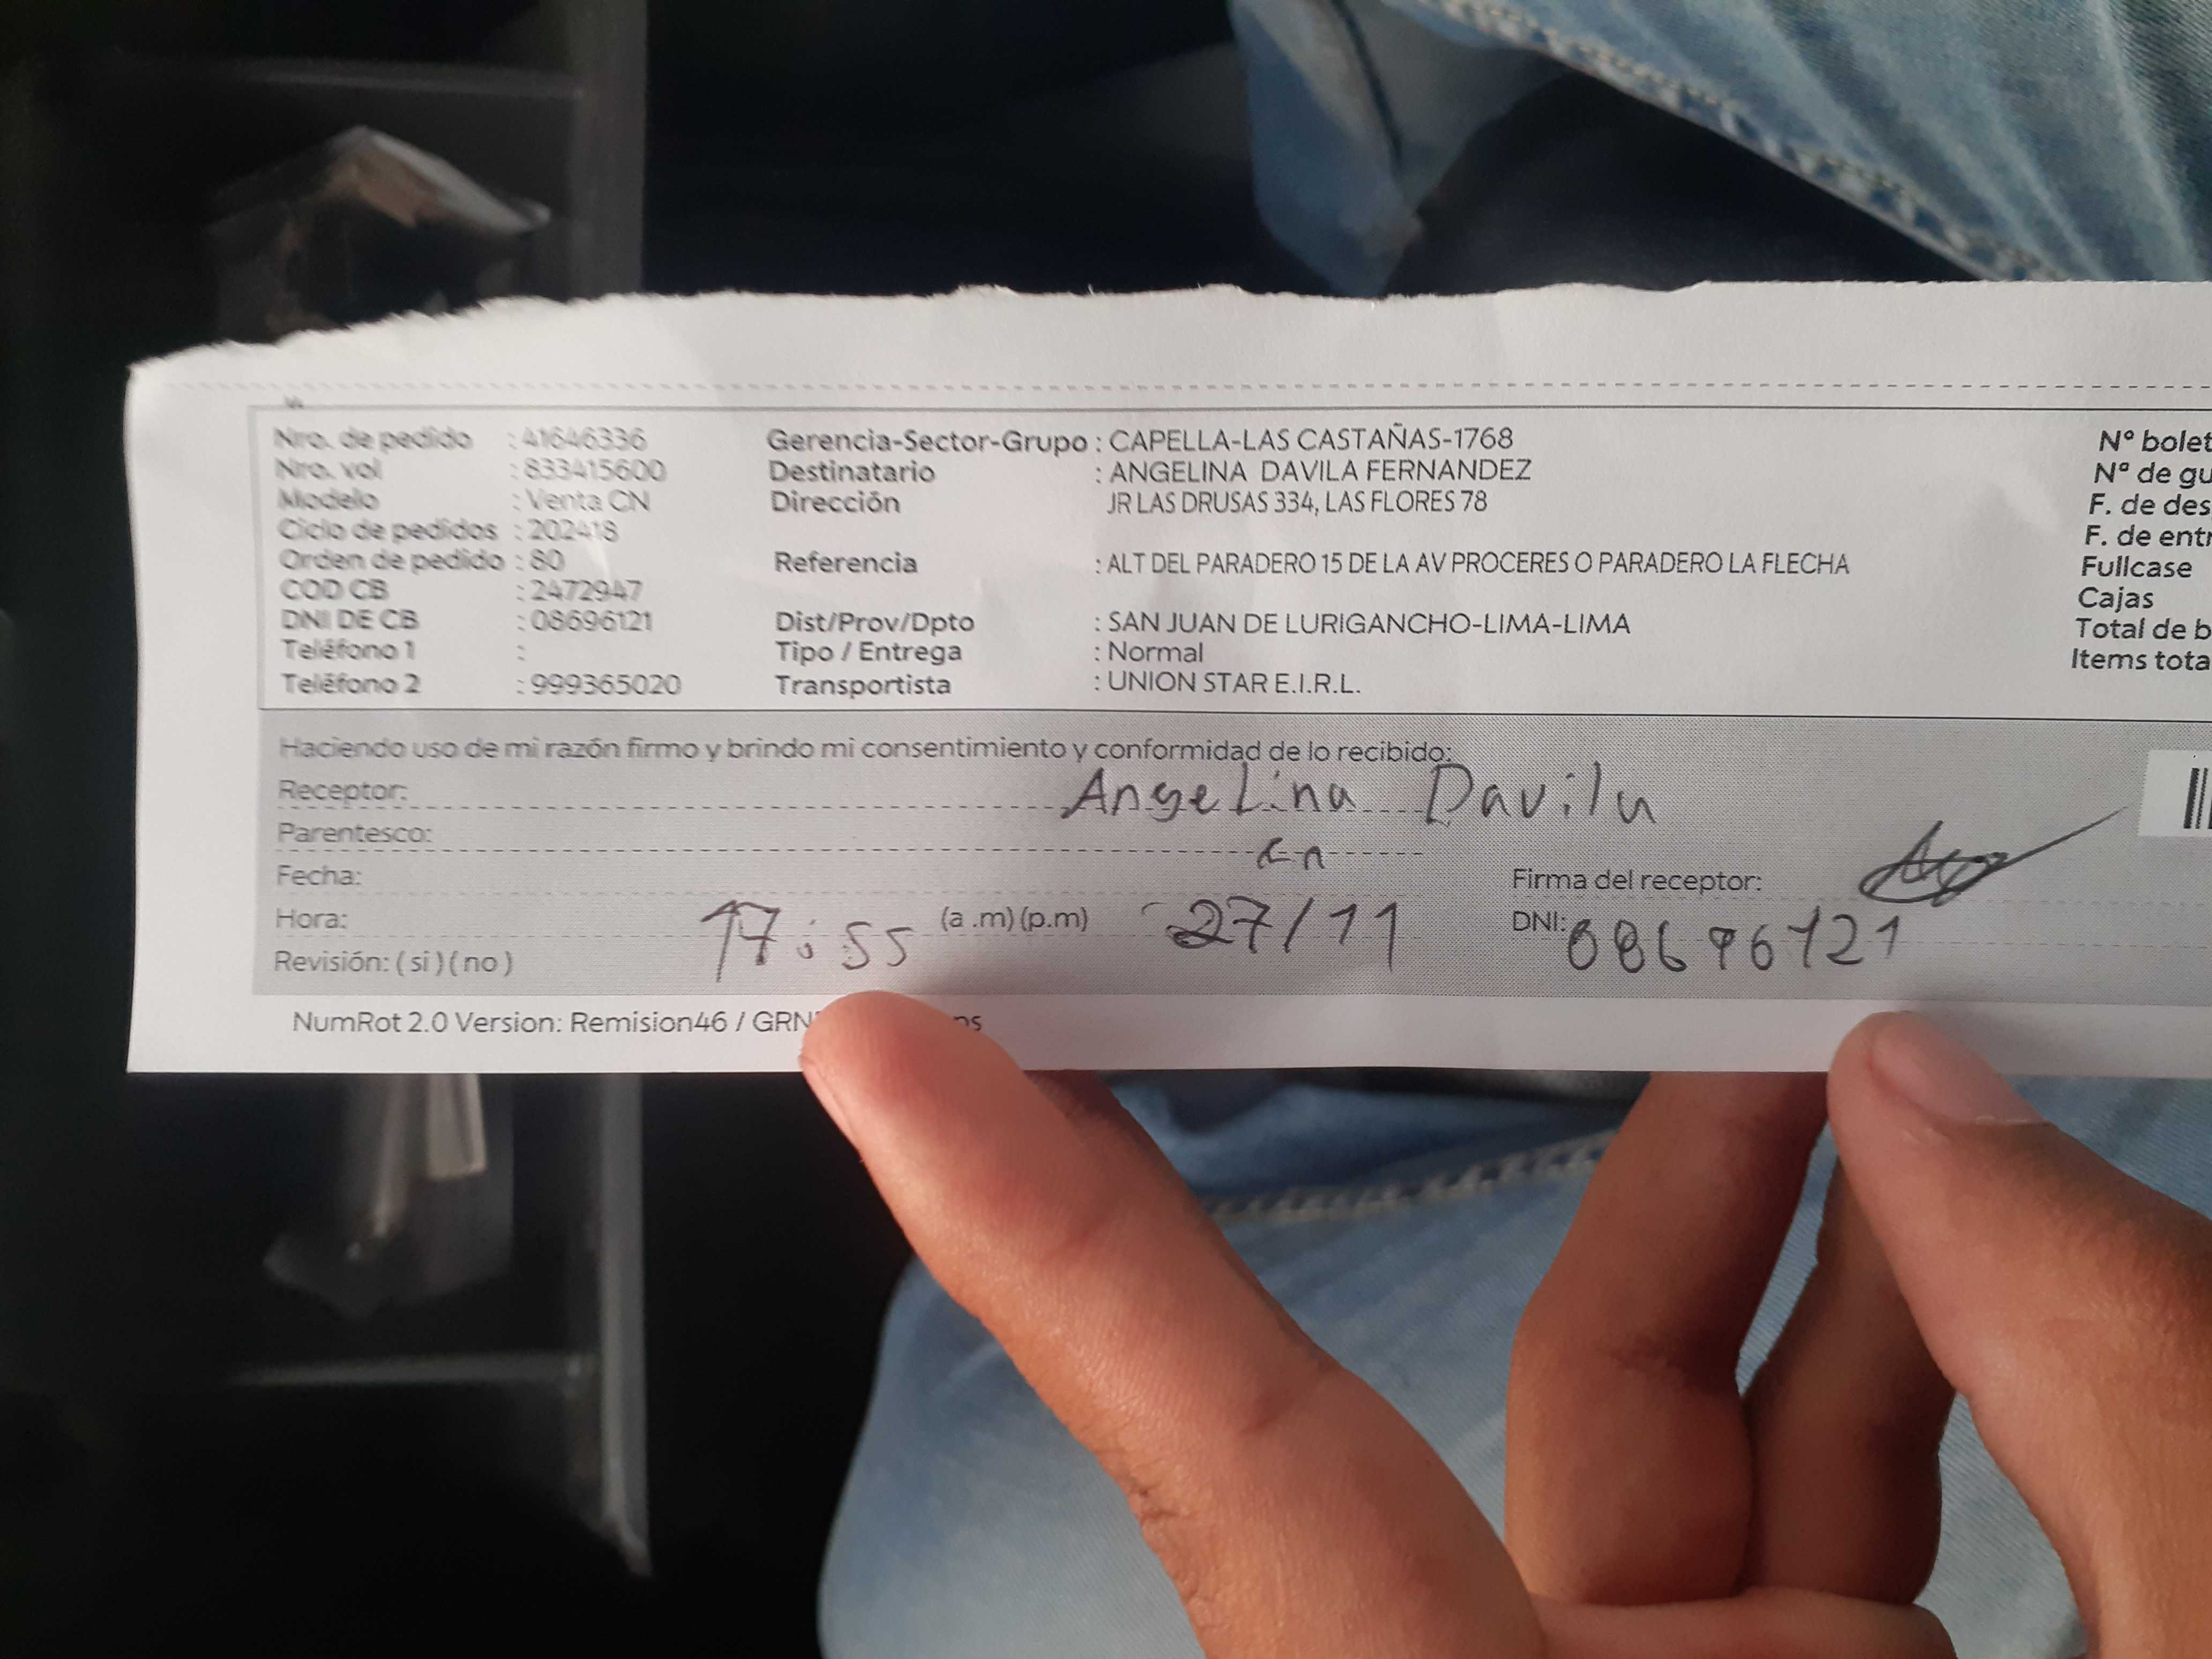 Nro. de pedido : 41646336 Gerencia-Sector-Grupo : CAPELLA-LAS CASTAÑAS-1768 N° bolet
Nro. vol : 833415600 Destinatario : ANGELINA DAVILA FERNANDEZ Nº de gu
Modelo : Venta CN Dirección JR LAS DRUSAS 334, LAS FLORES 78 F. de des
Ciclo de pedidos : 202418 F. de entr
Orden de pedido : 80 Referencia : ALT DEL PARADERO 15 DE LA AV PROCERES O PARADERO LA FLECHA Fullcase
COD CB : 2472947 Cajas
DNI DE CB : 08696121 Dist/Prov/Dpto : SAN JUAN DE LURIGANCHO-LIMA-LIMA Total de b
Teléfono 1 : Tipo / Entrega : Normal Items tota
Teléfono 2 : 999365020 Transportista : UNION STAR E.I.R.L.
Haciendo uso de mi razón firmo y brindo mi consentimiento y conformidad de lo recibido:
Receptor: Angelina Davila
Parentesco: Cn
Fecha: Firma del receptor:
Hora: 17:55 (a .m) (p.m) 27/11 DNI: 08696121
Revisión: ( si ) ( no )
NumRot 2.0 Version: Remision46 / GRN